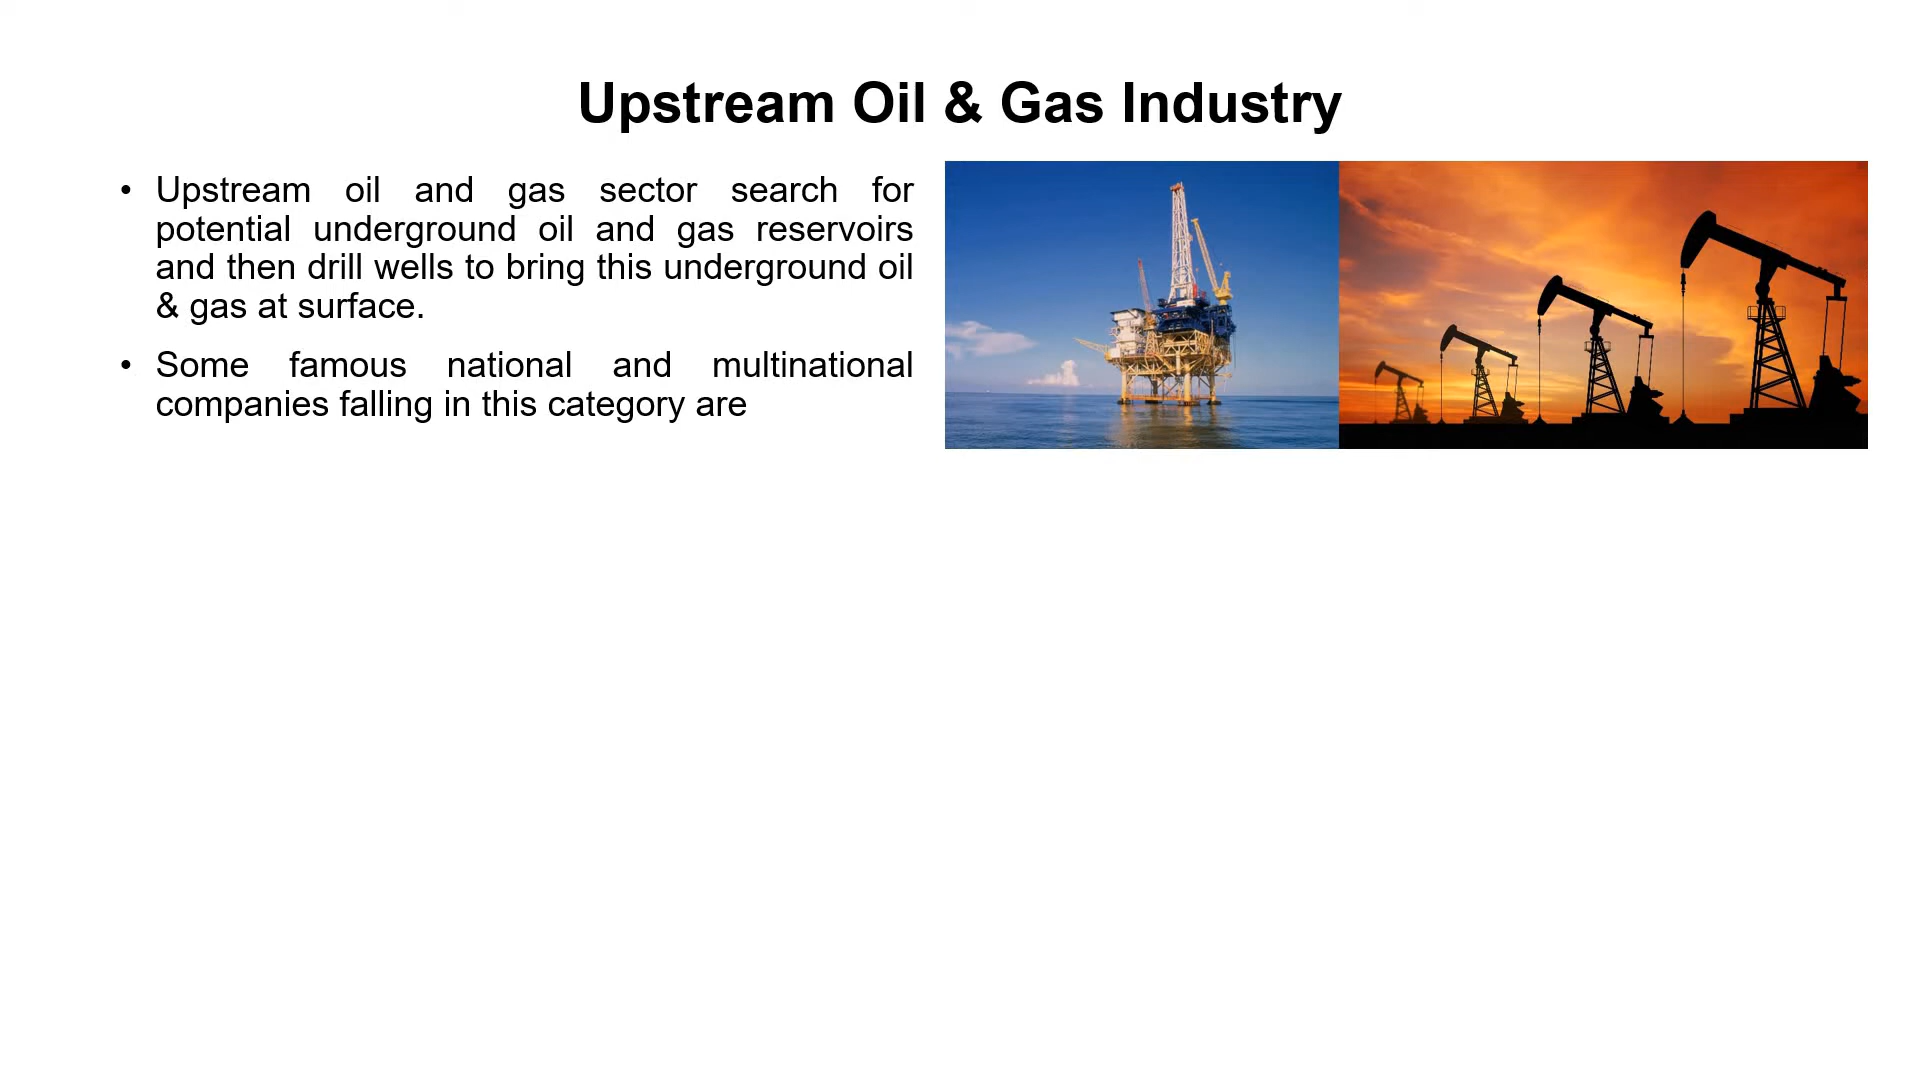 Upstream Oil & Gas Industry
• Upstream oil and gas sector search for
potential underground oil and gas reservoirs
and then drill wells to bring this underground oil
& gas at surface.
• Some famous national and multinational
companies falling in this category are